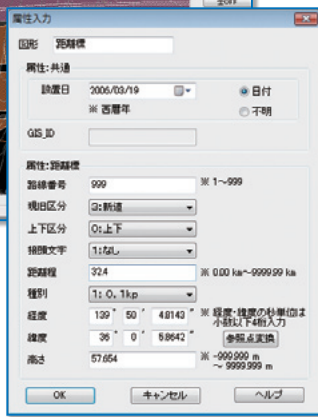 属性入力
図形 距離標
属性:共通
設置日 2006/03/19 日付
※ 西暦年 不明
GIS_ID
属性:距離標
路線番号 999 ※ 1~999
現旧区分 3:新道
上下区分 0:上下
接頭文字 1:なし
距離程 32.4 ※ 0.00 km~9999.99 km
種別 1: 0.1kp
経度 139 ° 50 ' 4.8143 " ※ 経度・緯度の秒単位は
小数以下4桁入力
緯度 36 ° 0 ' 5.8642 " 参照点変換
高さ 57.654 ※ -999.999 m
~ 9999.999 m
OK キャンセル ヘルプ